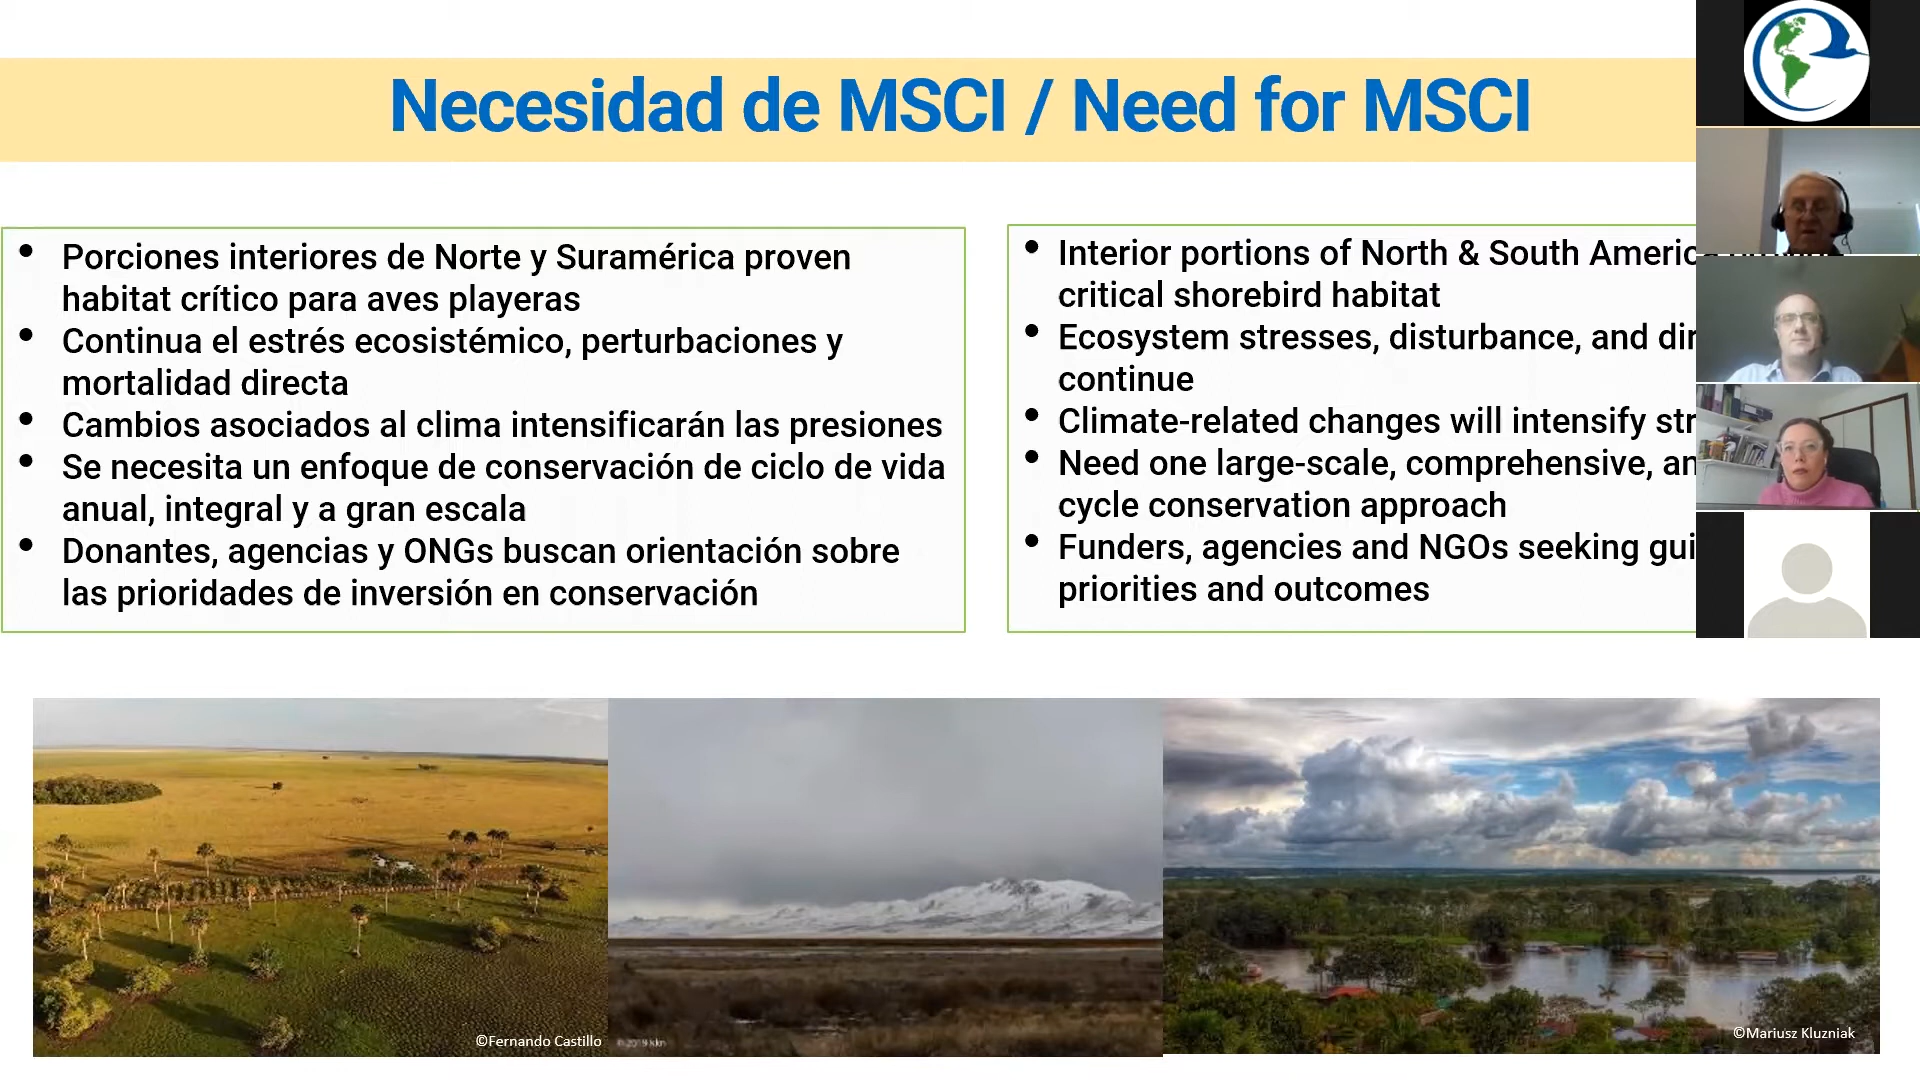 Necesidad de MSCI / Need for MSCI
• Porciones interiores de Norte y Suramérica proven
habitat crítico para aves playeras
• Continua el estrés ecosistémico, perturbaciones y
mortalidad directa
• Cambios asociados al clima intensificarán las presiones
• Se necesita un enfoque de conservación de ciclo de vida
anual, integral y a gran escala
• Donantes, agencias y ONGs buscan orientación sobre
las prioridades de inversión en conservación
• Interior portions of North & South Americ
critical shorebird habitat
• Ecosystem stresses, disturbance, and dir
continue
• Climate-related changes will intensify str
• Need one large-scale, comprehensive, an
cycle conservation approach
• Funders, agencies and NGOs seeking gui
priorities and outcomes
©Fernando Castillo
©Mariusz Kluzniak